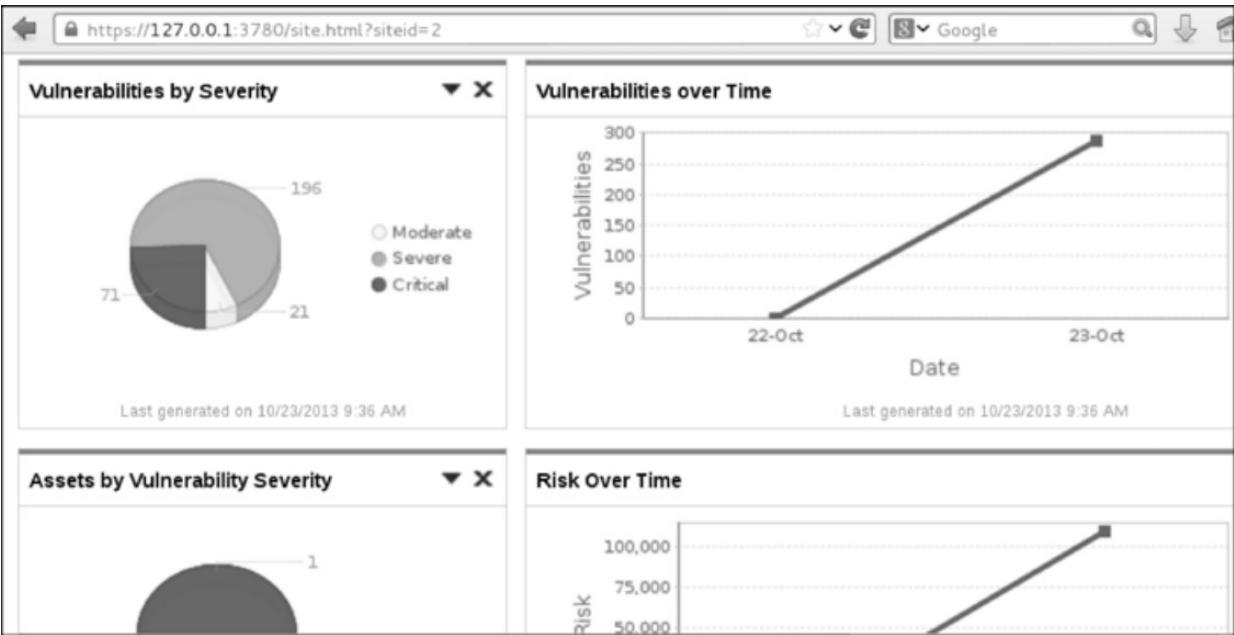 https://127.0.0.1:3780/site.html?siteid=2
Google
Vulnerabilities by Severity
196
71
21
Moderate
Severe
Critical
Last generated on 10/23/2013 9:36 AM
Vulnerabilities over Time
Vulnerabilities
300
250
200
150
100
50
0
22-Oct
23-Oct
Date
Last generated on 10/23/2013 9:36 AM
Assets by Vulnerability Severity
1
Risk Over Time
Risk
100,000
75,000
50,000